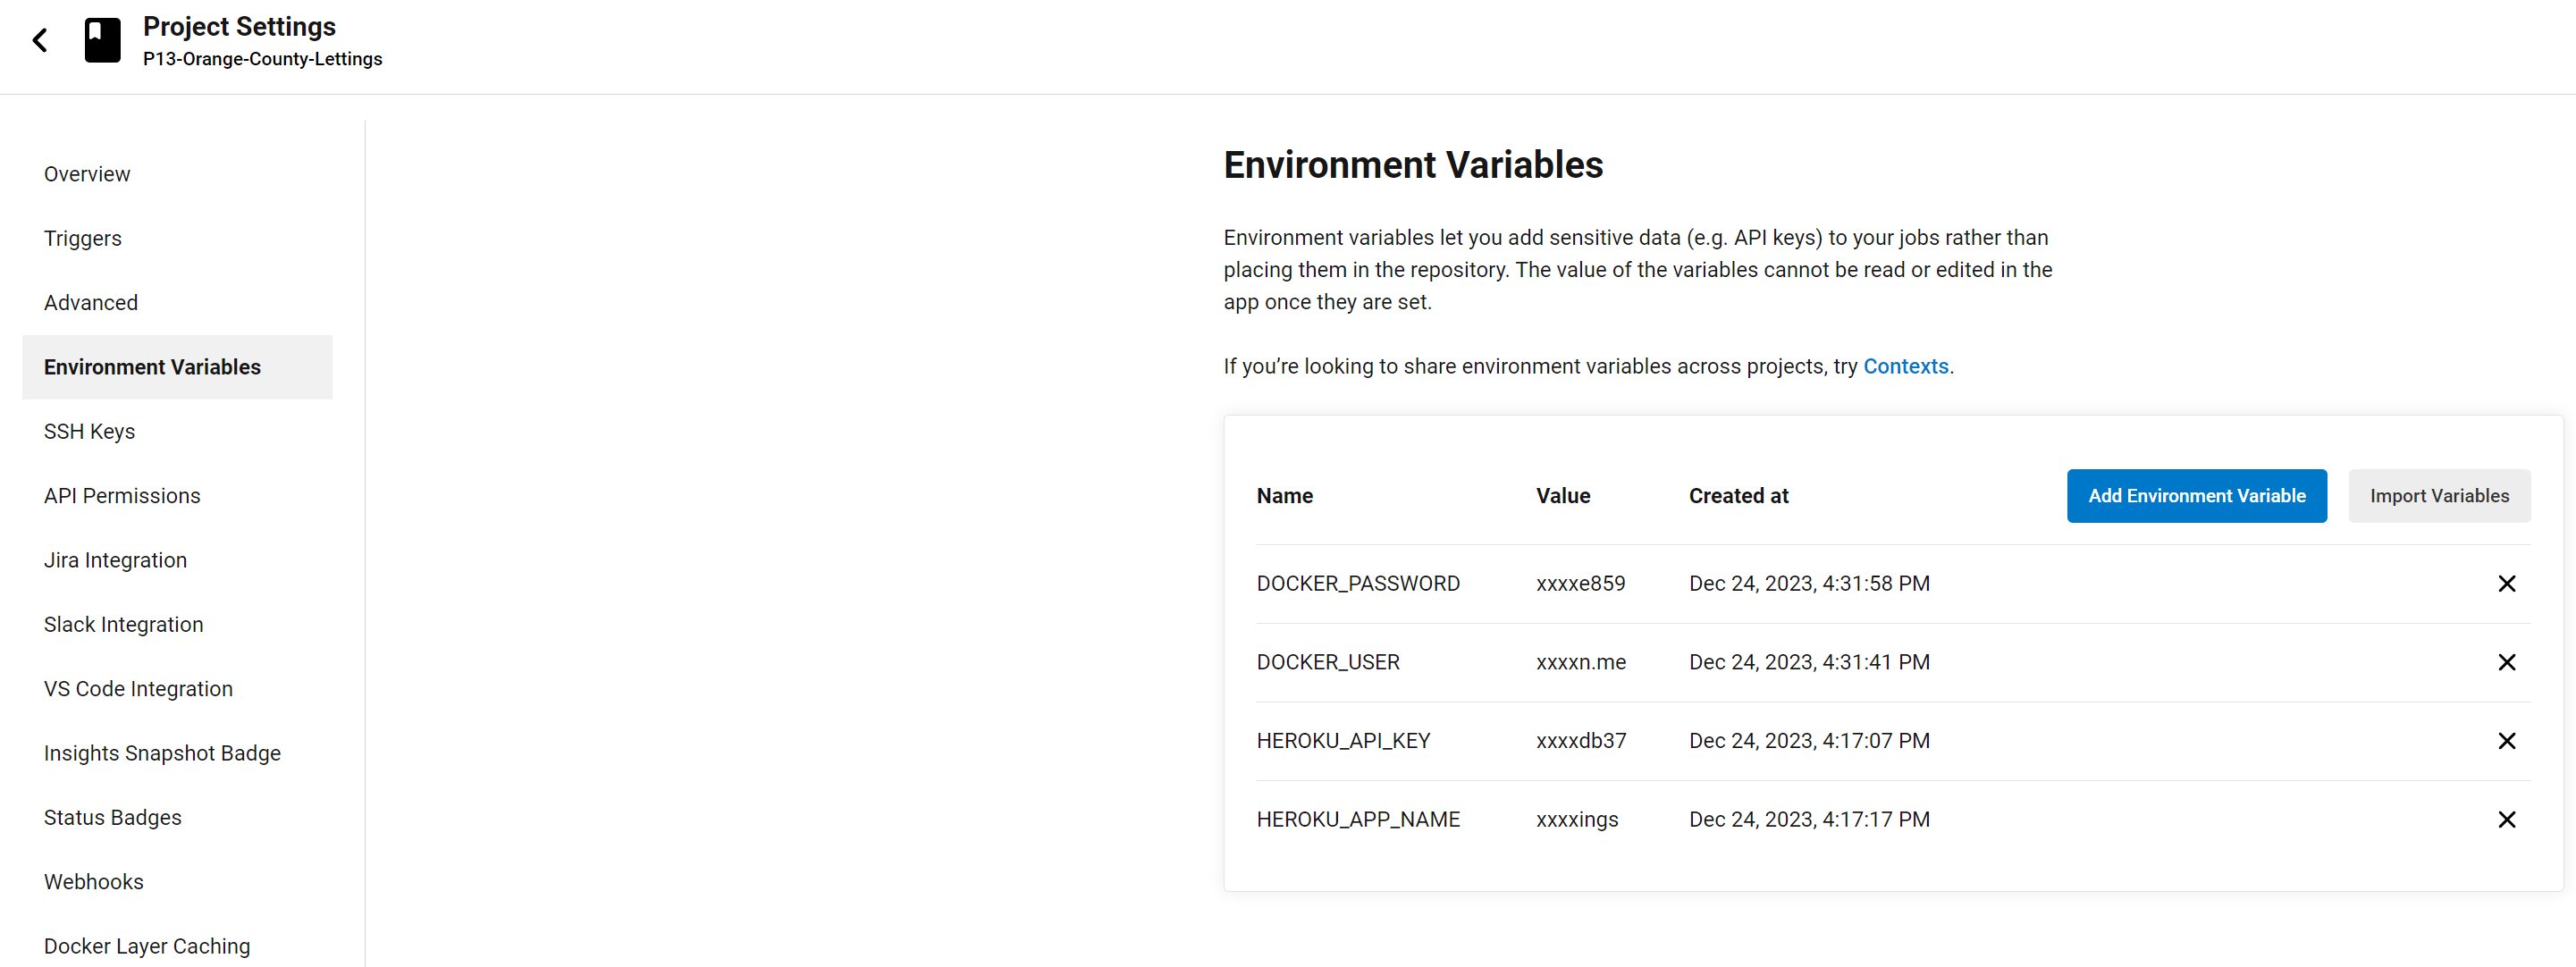 Project Settings
P13-Orange-County-Lettings
Overview
Triggers
Advanced
Environment Variables
SSH Keys
API Permissions
Jira Integration
Slack Integration
VS Code Integration
Insights Snapshot Badge
Status Badges
Webhooks
Docker Layer Caching
Environment Variables
Environment variables let you add sensitive data (e.g. API keys) to your jobs rather than
placing them in the repository. The value of the variables cannot be read or edited in the
app once they are set.
If you’re looking to share environment variables across projects, try Contexts.
Name Value Created at Add Environment Variable Import Variables
DOCKER_PASSWORD xxxxe859 Dec 24, 2023, 4:31:58 PM
DOCKER_USER xxxxn.me Dec 24, 2023, 4:31:41 PM
HEROKU_API_KEY xxxxdb37 Dec 24, 2023, 4:17:07 PM
HEROKU_APP_NAME xxxxings Dec 24, 2023, 4:17:17 PM